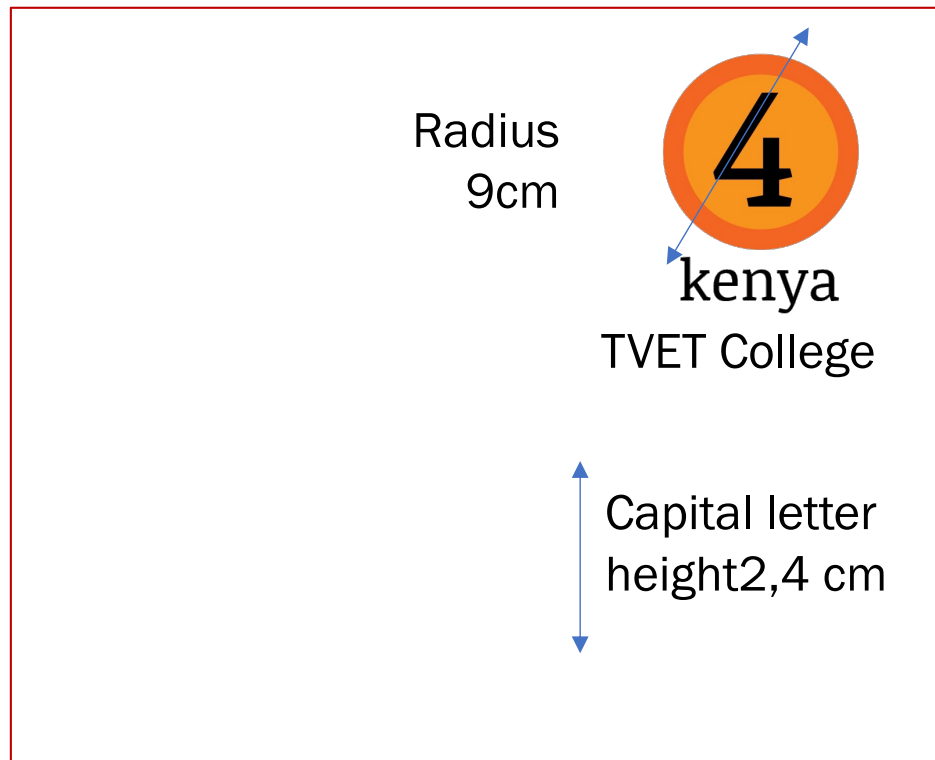 Radius
9cm
4
kenya
TVET College
Capital letter
height2,4 cm